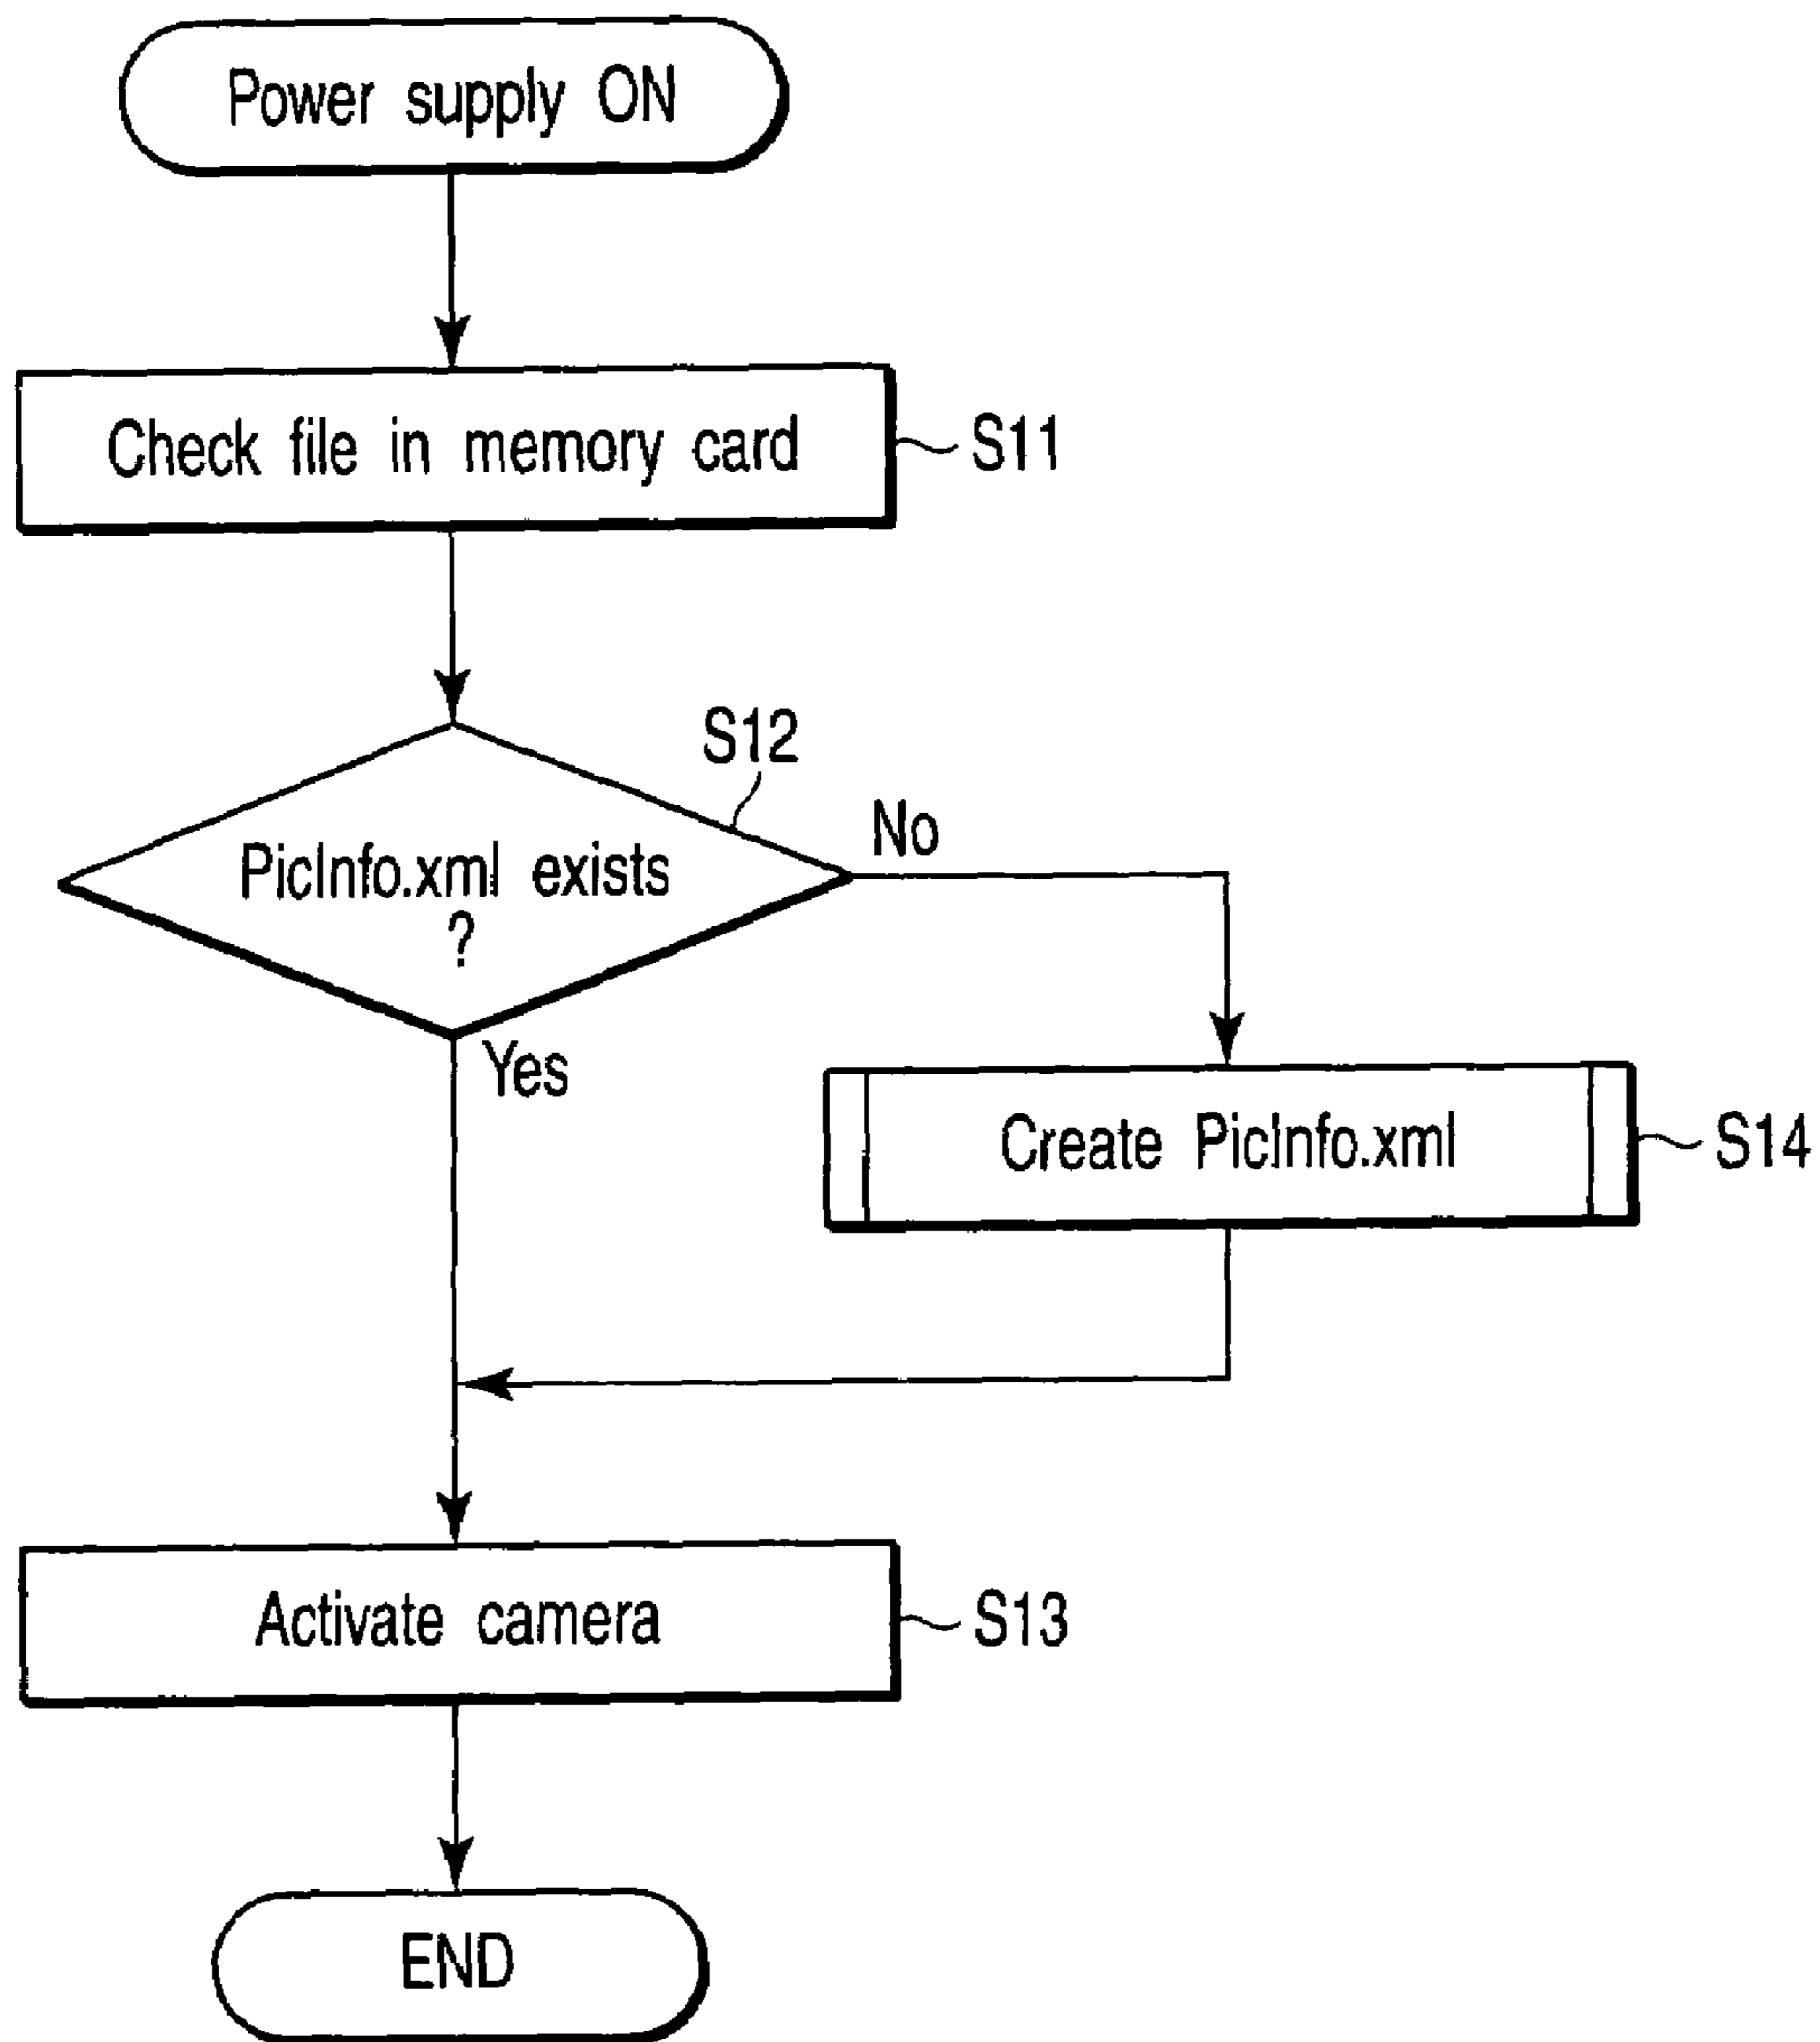 Power supply ON
Check file in memory card
S11
S12
PicInfo.xml exists
?
No
Yes
Create PicInfo.xml
S14
Activate camera
S13
END